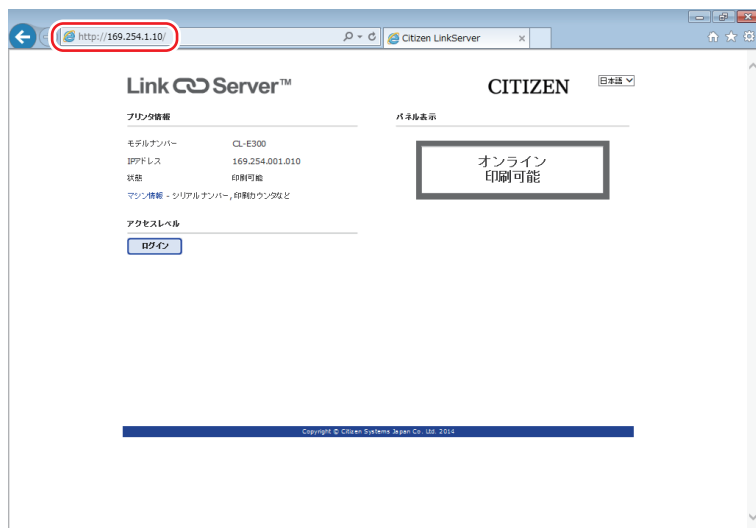 http://169.254.1.10/
Citizen LinkServer
Link Server™
CITIZEN
日本語
プリンタ情報
パネル表示
モデルナンバー CL-E300
IPアドレス 169.254.001.010
状態 印刷可能
マシン情報 - シリアルナンバー, 印刷カウンタなど
オンライン
印刷可能
アクセスレベル
ログイン
Copyright © Citizen Systems Japan Co. Ltd. 2014